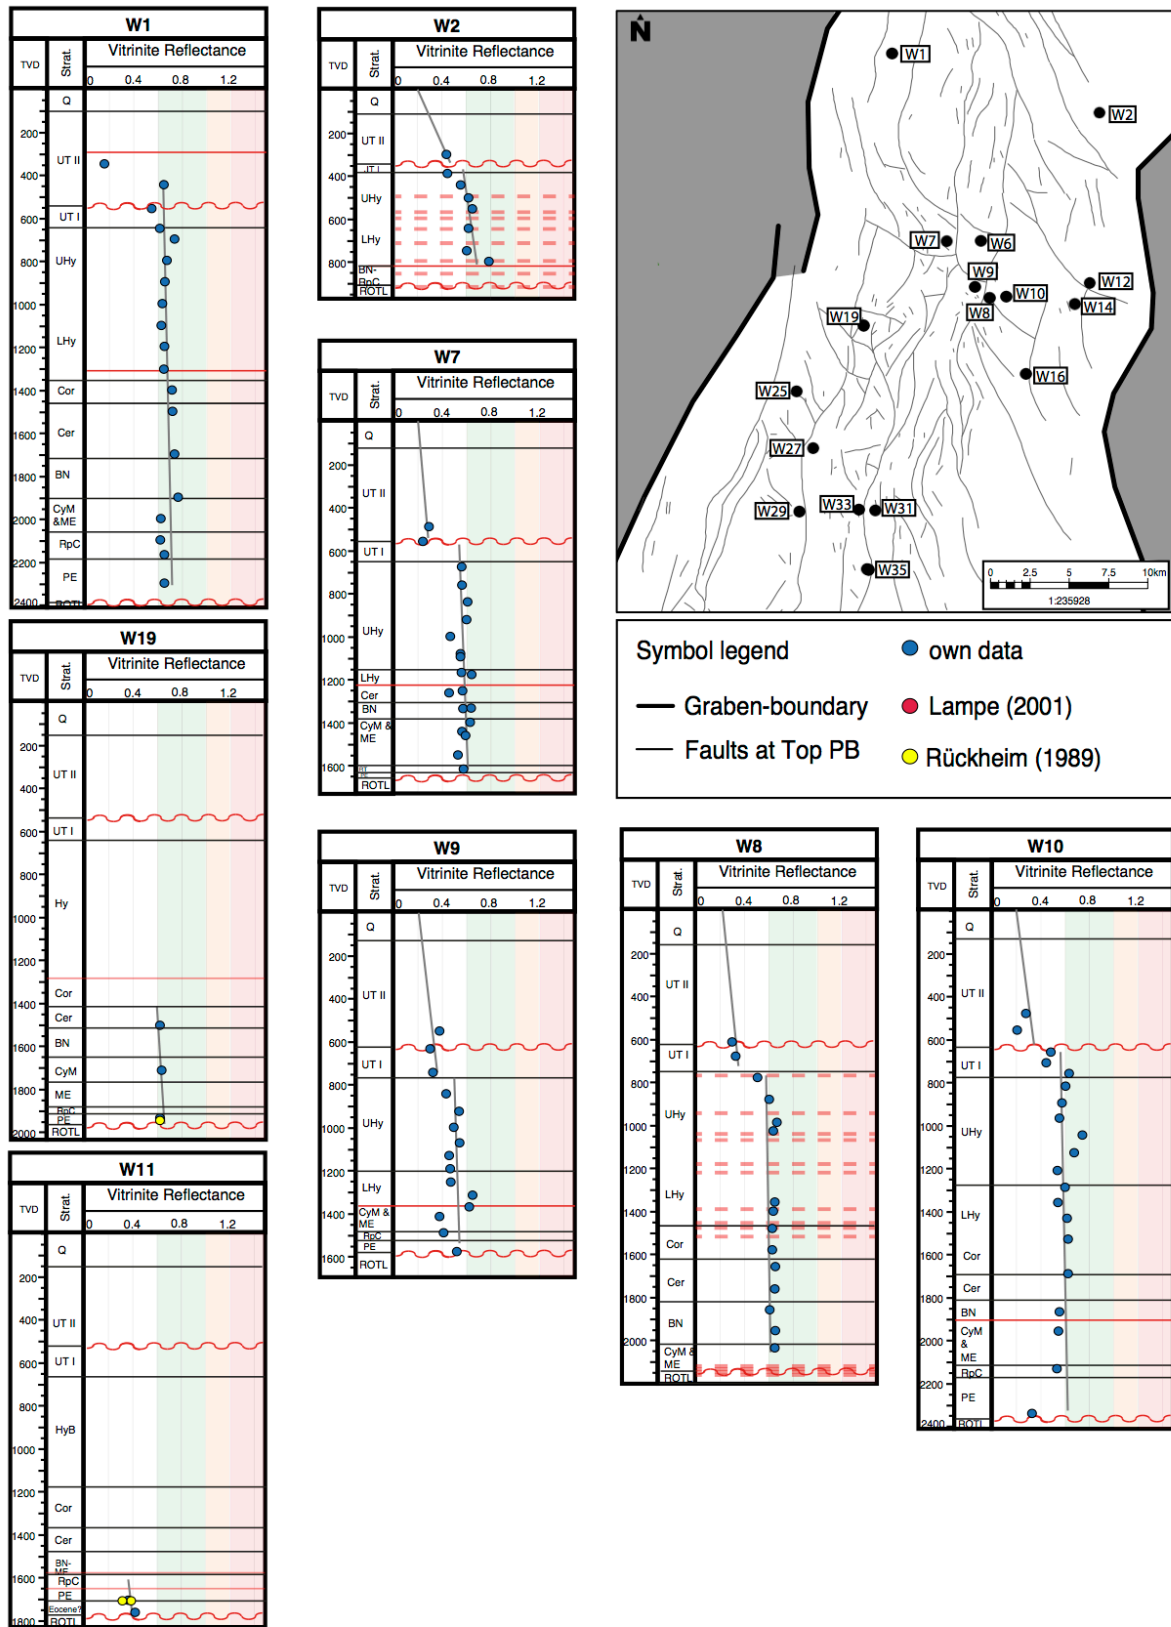 W1
TVD Strat. Vitrinite Reflectance
0 0.4 0.8 1.2
Q
200
UT II
400
600 UT I
800 UHy
1000
1200 LHy
1400 Cor
1600 Cer
1800 BN
2000 CyM &ME
RpC
2200 PE
2400 ROTL
W2
TVD Strat. Vitrinite Reflectance
0 0.4 0.8 1.2
Q
200 UT II
400 UT I
UHy
600
LHy
800
BN-
RpC
ROTL
N
W1
W2
W7
W6
W9
W12
W10
W8
W14
W19
W16
W25
W27
W29
W33
W31
W35
0 2.5 5 7.5 10km
1:235928
W7
TVD Strat. Vitrinite Reflectance
0 0.4 0.8 1.2
Q
200
UT II
400
600 UT I
800
UHy
1000
1200 LHy
Cer
BN
1400 CyM &
ME
1600
ROTL
Symbol legend
own data
Graben-boundary
Lampe (2001)
Faults at Top PB
Rückheim (1989)
W19
TVD Strat. Vitrinite Reflectance
0 0.4 0.8 1.2
Q
200
UT II
400
600 UT I
800
Hy
1000
1200
Cor
1400
Cer
1600 BN
CyM
1800 ME
RpC
PE
2000 ROTL
W9
TVD Strat. Vitrinite Reflectance
0 0.4 0.8 1.2
Q
200
UT II
400
600
UT I
800
UHy
1000
1200
LHy
1400 CyM &
ME
RpC
PE
1600 ROTL
W8
TVD Strat. Vitrinite Reflectance
0 0.4 0.8 1.2
Q
200
UT II
400
600
UT I
800
UHy
1000
1200
LHy
1400
Cor
1600
Cer
1800
BN
2000
CyM &
ME
ROTL
W10
TVD Strat. Vitrinite Reflectance
0 0.4 0.8 1.2
Q
200
UT II
400
600
UT I
800
UHy
1000
1200
LHy
1400
1600 Cor
Cer
1800
BN
2000 CyM
&
ME
RpC
2200
PE
2400 ROTL
W11
TVD Strat. Vitrinite Reflectance
0 0.4 0.8 1.2
Q
200
UT II
400
600 UT I
800
HyB
1000
1200
Cor
1400
Cer
BN-
ME
1600 RpC
PE
Eocene?
1800 ROTL